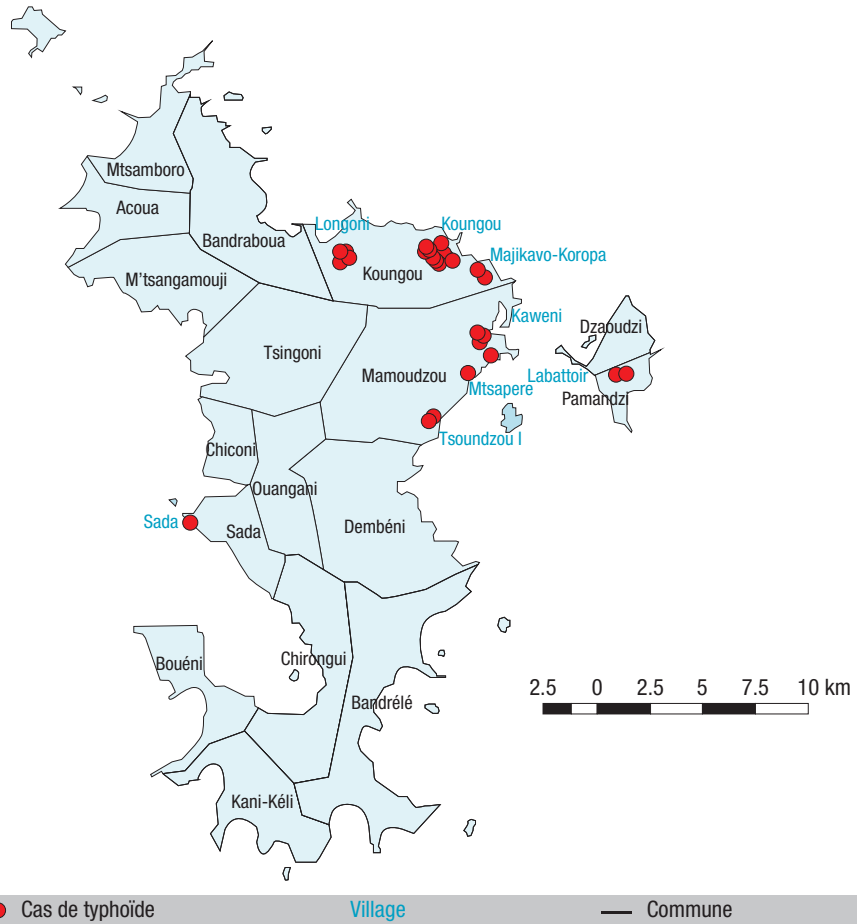 Mtsamboro
Acoua
Bandraboua
M'tsangamouji
Longoni
Koungou
Koungou
Majikavo-Koropa
Kaweni
Dzaoudzi
Tsingoni
Mamoudzou
Labattoir
Mtsapere
Pamandzi
Tsoundzou I
Chiconi
Ouangani
Sada
Sada
Dembéni
Bouéni
Chirongui
Bandrélé
Kani-Kéli
2.5 0 2.5 5 7.5 10 km
Cas de typhoïde Village Commune